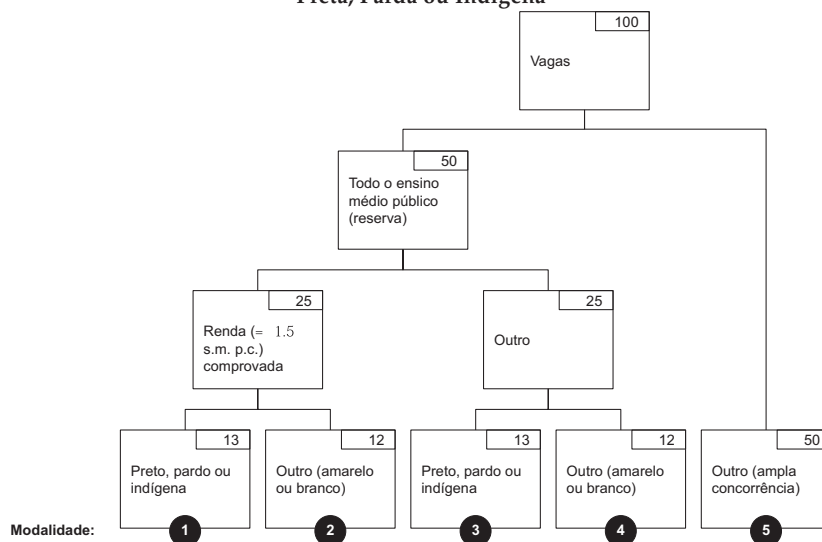 Preta, Parda ou Indígena
100
Vagas
50
Todo o ensino
médio público
(reserva)
25
Renda (= 1.5
s.m. p.c.)
comprovada
25
Outro
13
Preto, pardo ou
indígena
12
Outro (amarelo
ou branco)
13
Preto, pardo ou
indígena
12
Outro (amarelo
ou branco)
50
Outro (ampla
concorrência)
Modalidade:
1
2
3
4
5